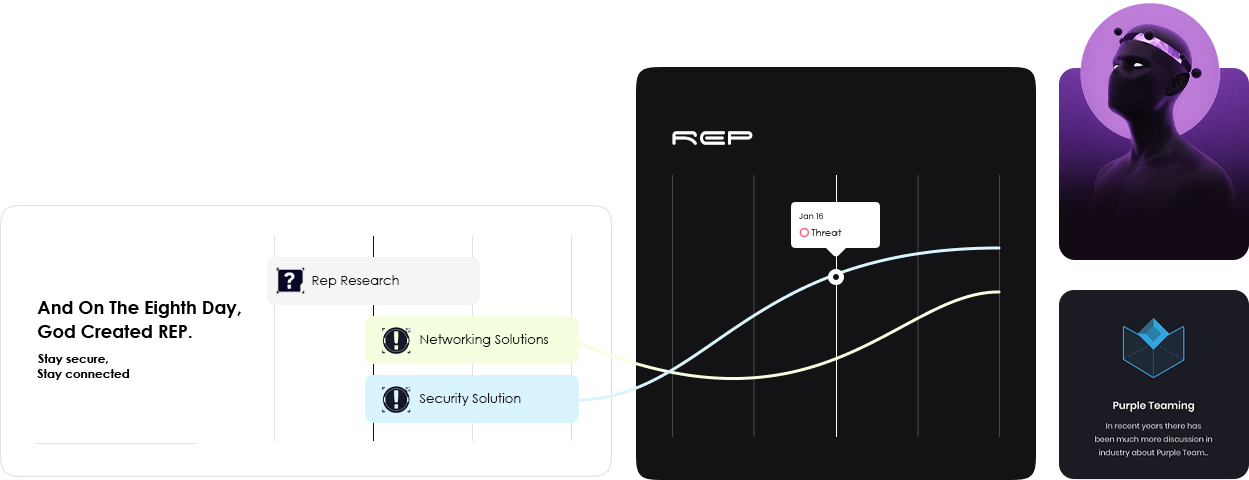 And On The Eighth Day,
God Created REP.
Stay secure,
Stay connected
Rep Research
Networking Solutions
Security Solution
REP
Jan 16
Threat
Purple Teaming
In recent years there has
been much more discussion in
industry about Purple Team...